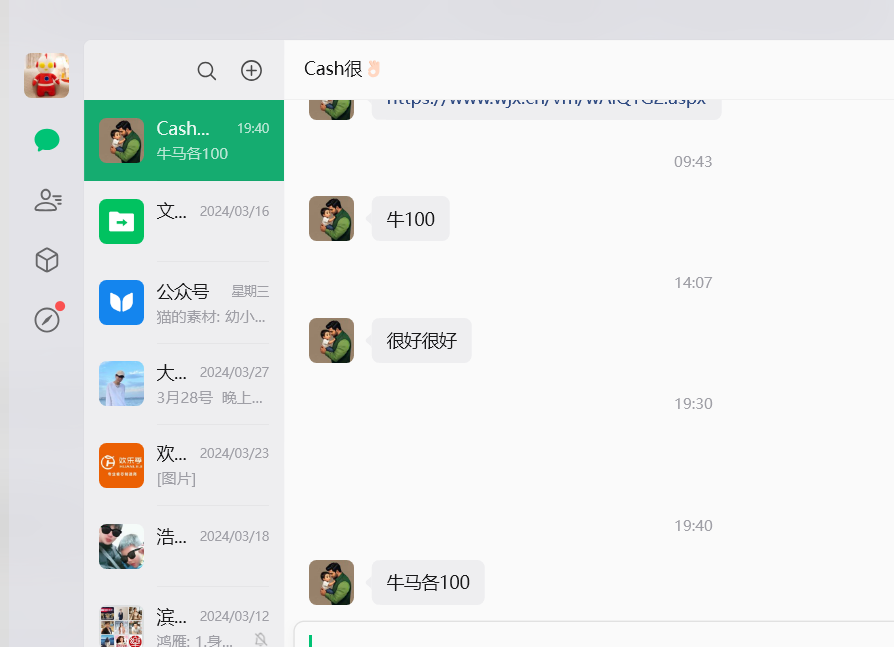 Cash很👌🏻
Cash... 19:40
牛马各100
文... 2024/03/16
公众号 星期三
猫的素材: 幼小...
大... 2024/03/27
3月28号 晚上...
欢... 2024/03/23
[图片]
浩... 2024/03/18
滨... 2024/03/12
鸿雁: 1.身...
09:43
牛100
14:07
很好很好
19:30
19:40
牛马各100